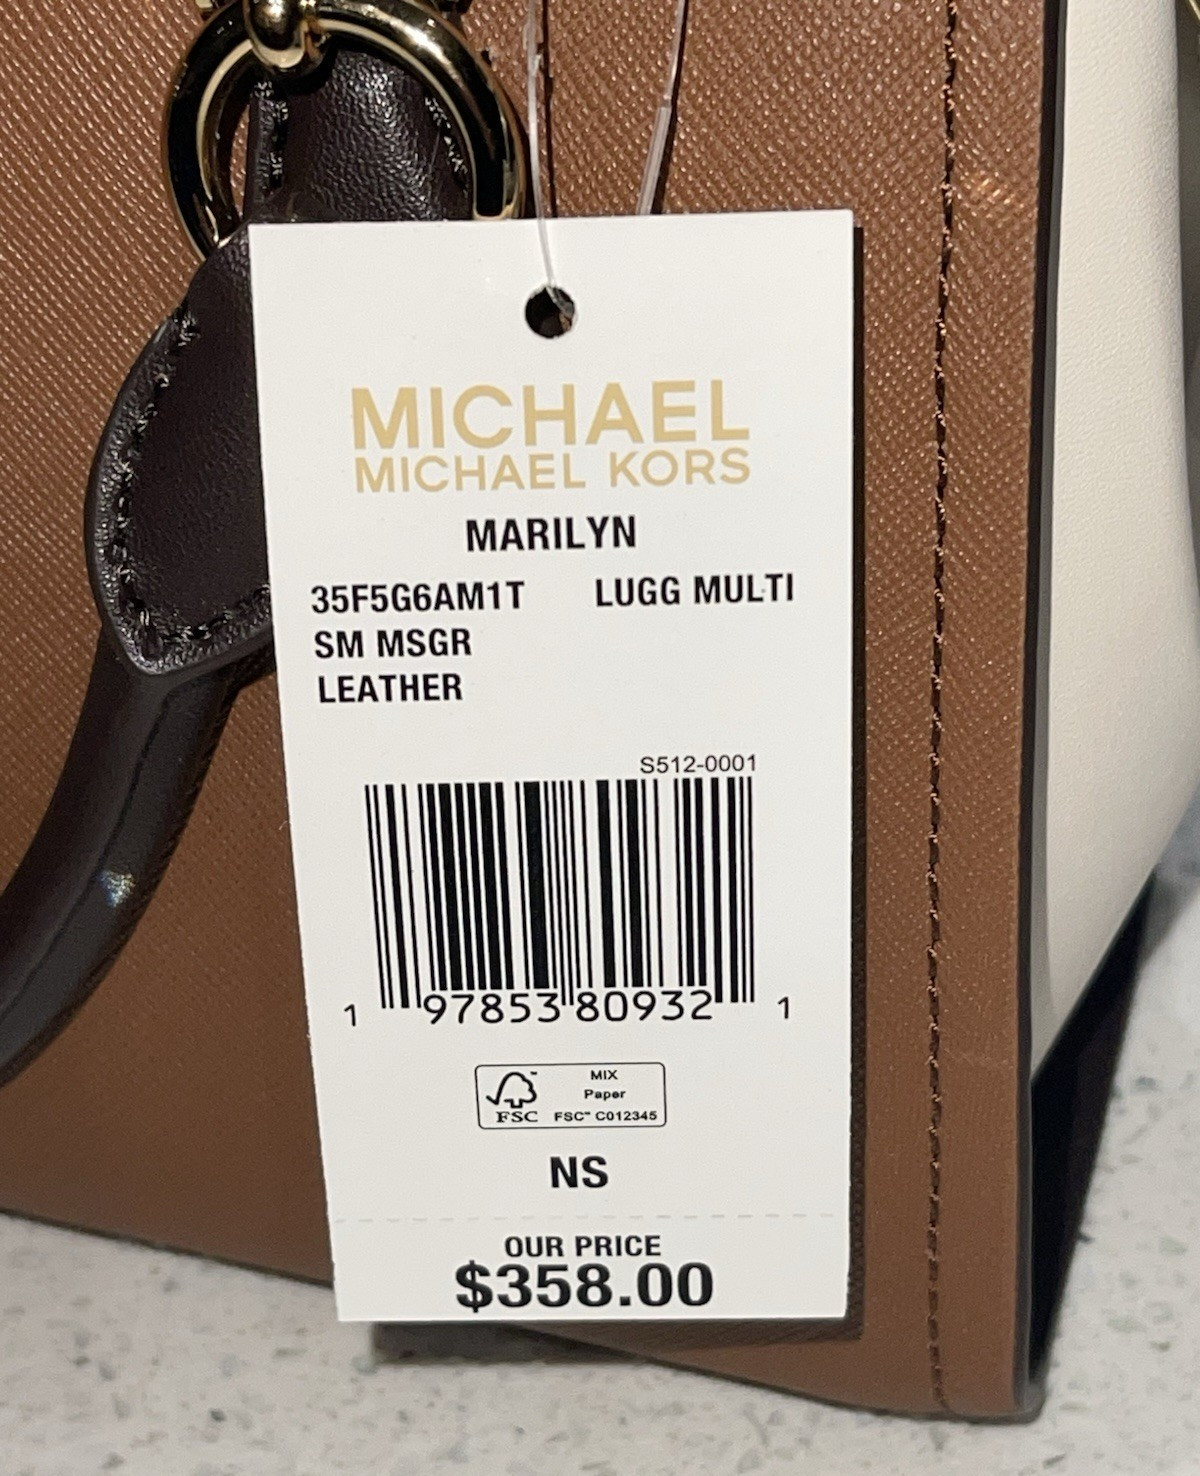 MICHAEL
MICHAEL KORS
MARILYN
35F5G6AM1T LUGG MULTI
SM MSGR
LEATHER
S512-0001
1 97853 80932 1
MIX
Paper
FSC FSC™ C012345
NS
OUR PRICE
$358.00